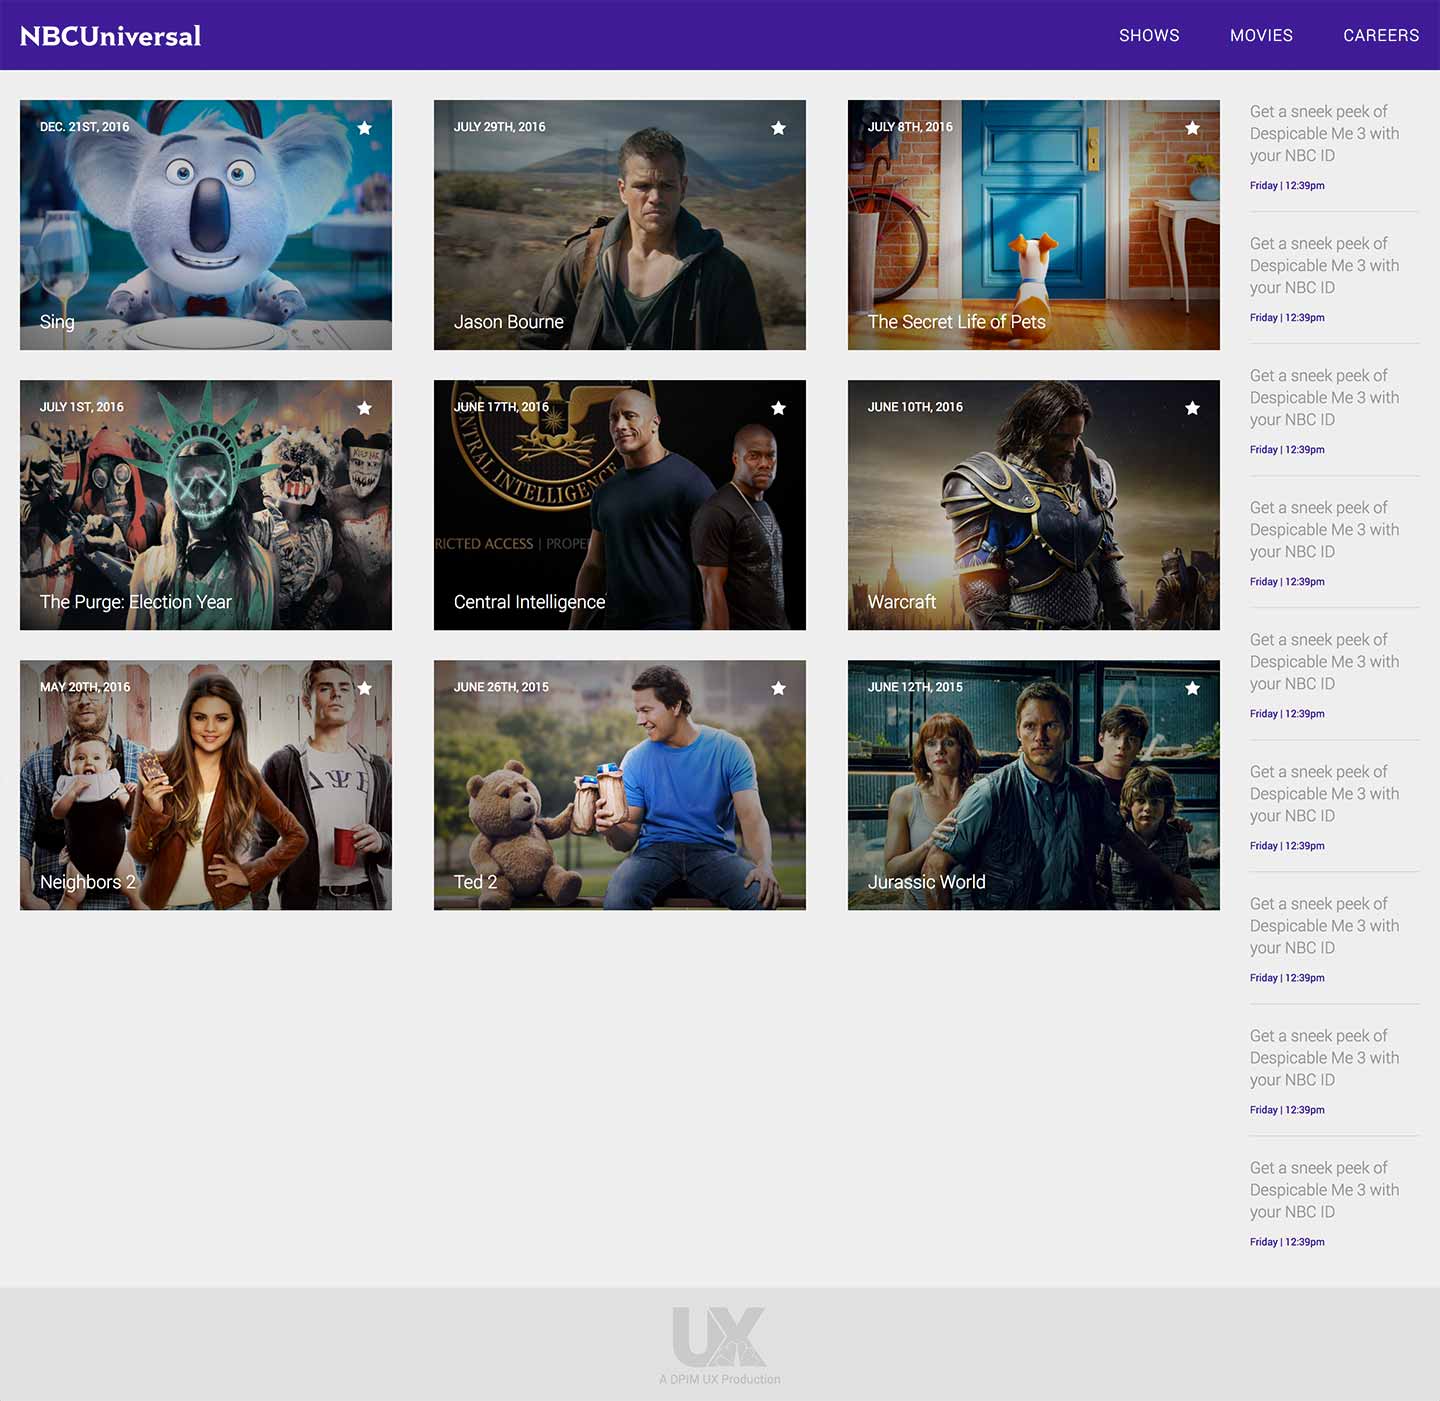 NBCUniversal
SHOWS
MOVIES
CAREERS
DEC. 21ST, 2016
Sing
JULY 29TH, 2016
Jason Bourne
JULY 8TH, 2016
The Secret Life of Pets
JULY 1ST, 2016
The Purge: Election Year
JUNE 17TH, 2016
CENTRAL INTELLIGENCE
RICTED ACCESS | PROPE
Central Intelligence
JUNE 10TH, 2016
Warcraft
MAY 20TH, 2016
ΔΨΒ
Neighbors 2
JUNE 26TH, 2015
Ted 2
JUNE 12TH, 2015
Jurassic World
Get a sneek peek of
Despicable Me 3 with
your NBC ID
Friday | 12:39pm
Get a sneek peek of
Despicable Me 3 with
your NBC ID
Friday | 12:39pm
Get a sneek peek of
Despicable Me 3 with
your NBC ID
Friday | 12:39pm
Get a sneek peek of
Despicable Me 3 with
your NBC ID
Friday | 12:39pm
Get a sneek peek of
Despicable Me 3 with
your NBC ID
Friday | 12:39pm
Get a sneek peek of
Despicable Me 3 with
your NBC ID
Friday | 12:39pm
Get a sneek peek of
Despicable Me 3 with
your NBC ID
Friday | 12:39pm
Get a sneek peek of
Despicable Me 3 with
your NBC ID
Friday | 12:39pm
Get a sneek peek of
Despicable Me 3 with
your NBC ID
Friday | 12:39pm
UX
A DPIM UX Production